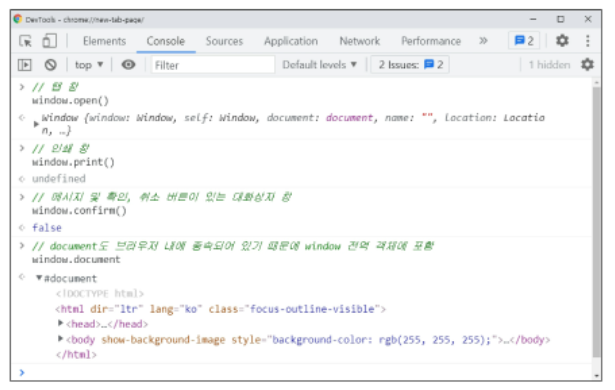 DevTools - chrome://new-tab-page/
Elements Console Sources Application Network Performance » 2
top ▼ Filter Default levels ▼ 2 Issues: 2 1 hidden
> // 탭 창
window.open()
▶Window {window: Window, self: Window, document: document, name: "", location: Locatio
n, …}
> // 인쇄 창
window.print()
undefined
> // 메시지 및 확인, 취소 버튼이 있는 대화상자 창
window.confirm()
false
> // document도 브라우저 내에 종속되어 있기 때문에 window 전역 객체에 포함
window.document
▼#document
<!DOCTYPE html>
<html dir="ltr" lang="ko" class="focus-outline-visible">
▶<head>…</head>
▶<body show-background-image style="background-color: rgb(255, 255, 255);">…</body>
</html>
>